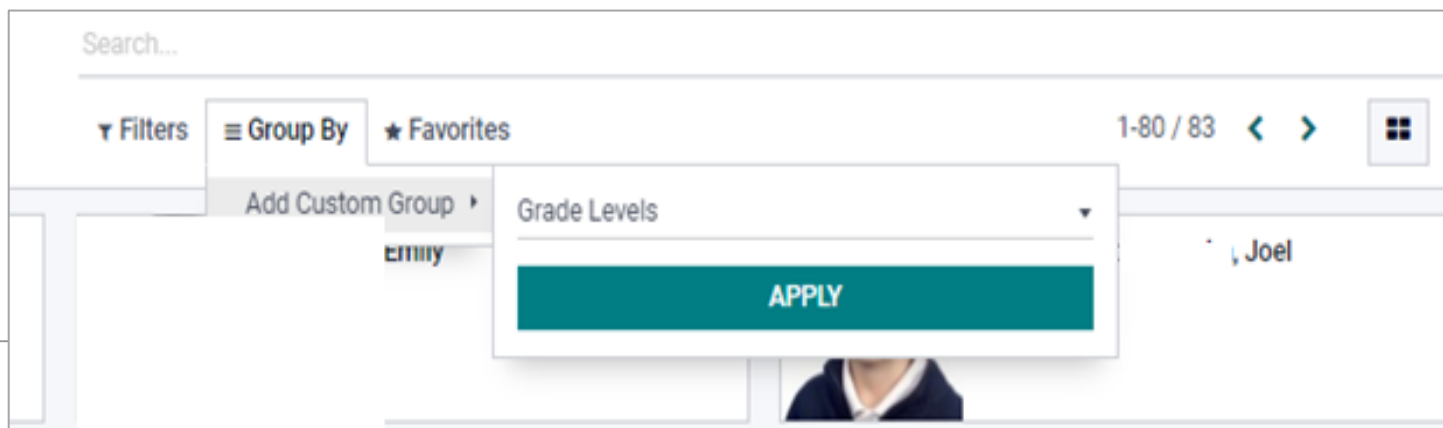 Search...
Filters Group By Favorites 1-80 / 83
Add Custom Group Grade Levels
Emily , Joel
APPLY